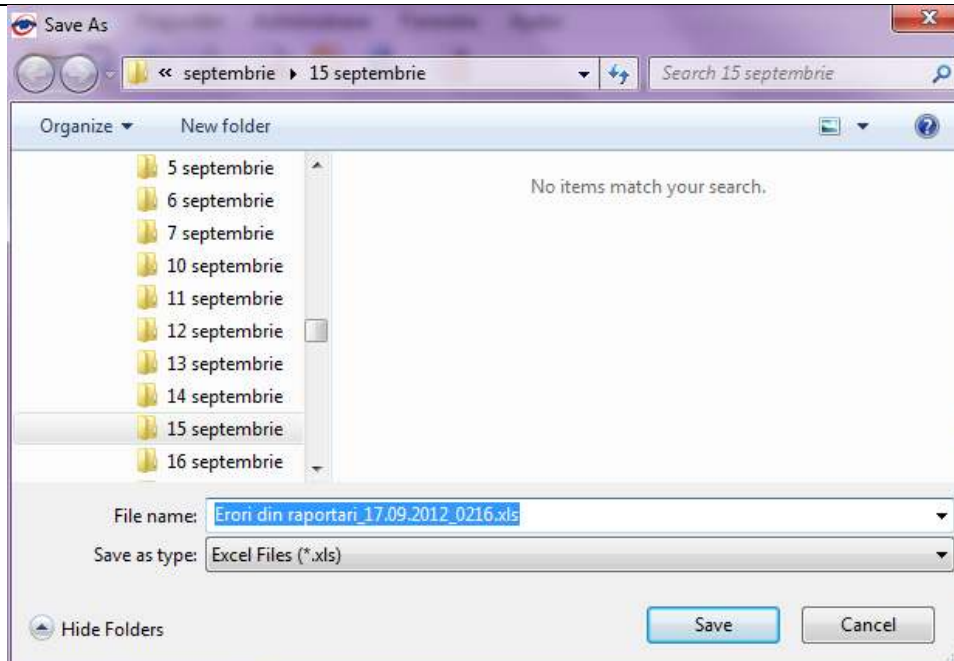 Save As
« septembrie ▸ 15 septembrie
Search 15 septembrie
Organize
New folder
5 septembrie
6 septembrie
7 septembrie
10 septembrie
11 septembrie
12 septembrie
13 septembrie
14 septembrie
15 septembrie
16 septembrie
No items match your search.
File name: Erori din raportari_17.09.2012_0216.xls
Save as type: Excel Files (*.xls)
Hide Folders
Save
Cancel